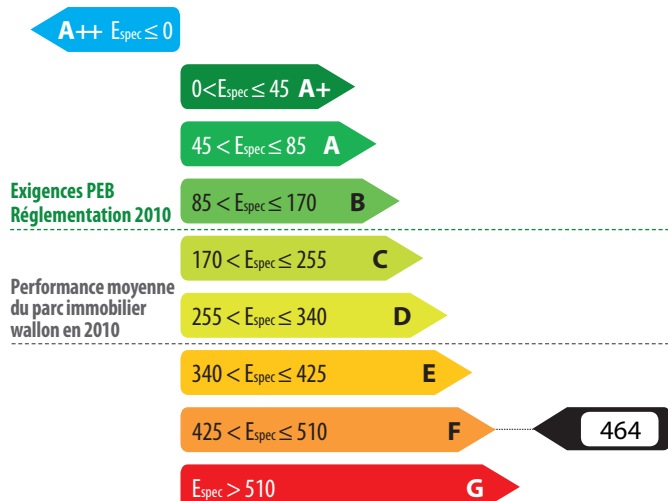 A++ Espec ≤ 0
0<Espec ≤ 45 A+
45 < Espec ≤ 85 A
Exigences PEB
Réglementation 2010
85 < Espec ≤ 170 B
170 < Espec ≤ 255 C
Performance moyenne
du parc immobilier
wallon en 2010
255 < Espec ≤ 340 D
340 < Espec ≤ 425 E
425 < Espec ≤ 510 F
464
Espec > 510 G